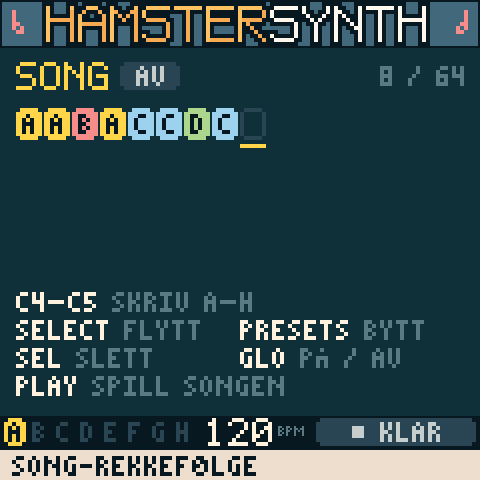 HAMSTERSYNTH
SONG AV 8 / 64
AABACCDC
C4-C5 SKRIV A-H
SELECT FLYTT PRESETS BYTT
SEL SLETT GLO På / AV
PLAY SPILL SONGEN
A B C D E F G H 120 BPM ■ KLAR
SONG-REKKEFØLGE